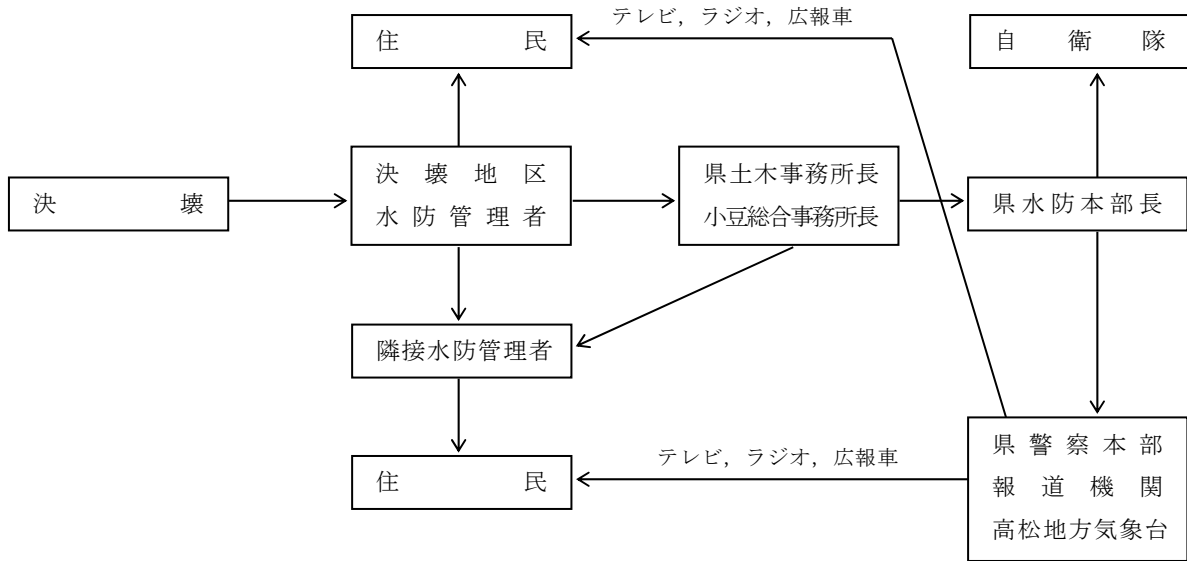 テレビ，ラジオ，広報車
住民
自衛隊
決壊
決壊地区
水防管理者
県土木事務所長
小豆総合事務所長
県水防本部長
隣接水防管理者
テレビ，ラジオ，広報車
住民
県警察本部
報道機関
高松地方気象台